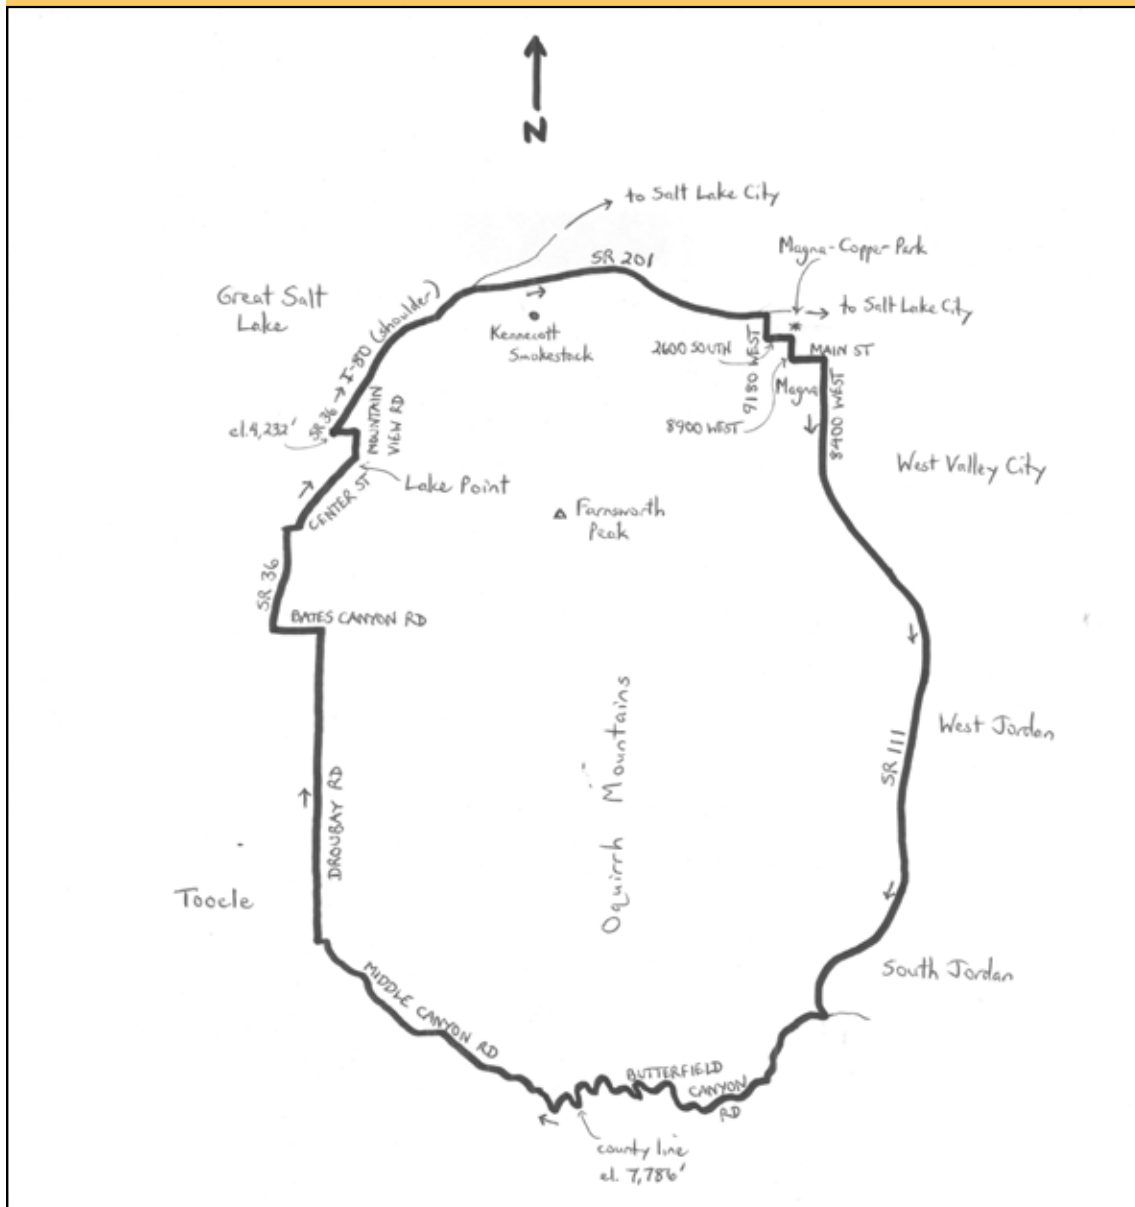 N
to Salt Lake City
Magna-Copper Park
SR 201
Great Salt
Lake
to Salt Lake City
Kennecott
Smokestack
I-80 (shoulder)
2600 SOUTH
9180 WEST
MAIN ST
Magna
8900 WEST
8400 WEST
SR 36
MOUNTAIN
VIEW RD
el. 4,232'
West Valley City
Lake Point
CENTER ST
Farnsworth
Peak
SR 36
BATES CANYON RD
Oquirrh Mountains
West Jordan
SR 111
DROUBAY RD
Tooele
South Jordan
MIDDLE CANYON RD
BUTTERFIELD
CANYON
RD
county line
el. 7,786'